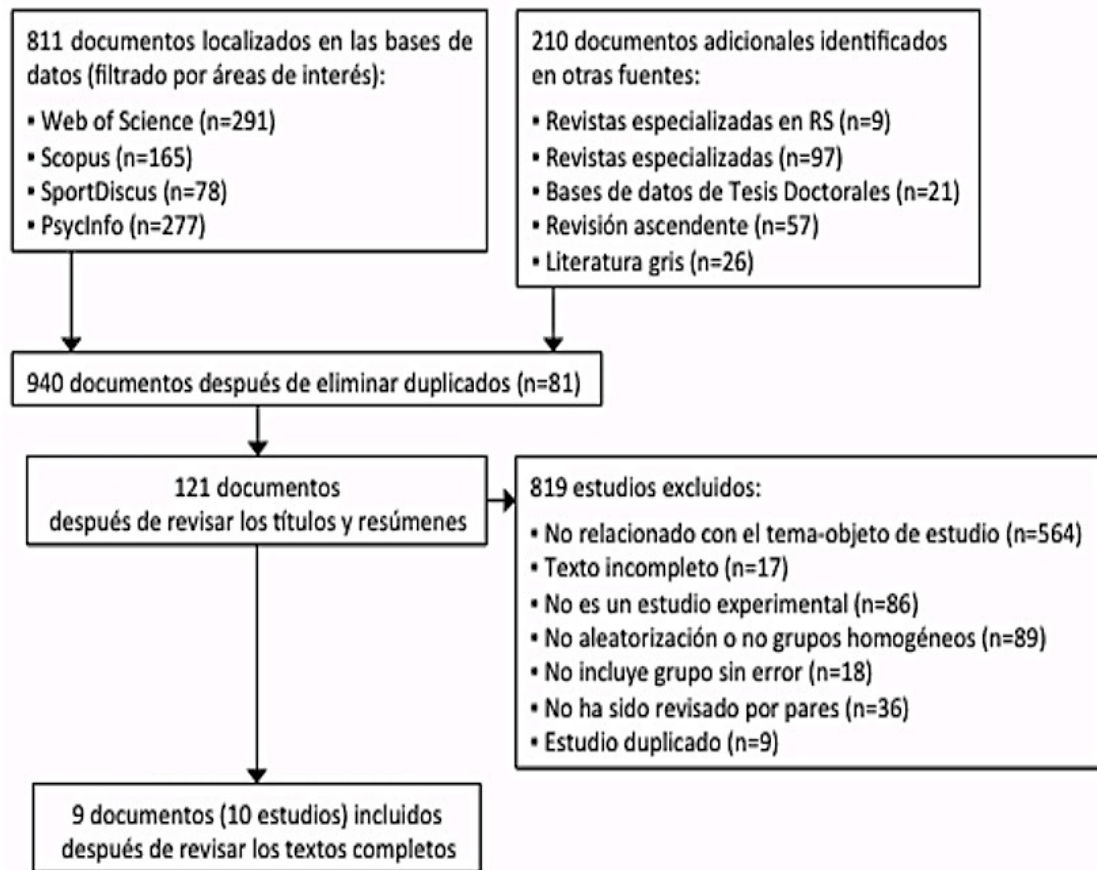 811 documentos localizados en las bases de
datos (filtrado por áreas de interés):
▪ Web of Science (n=291)
▪ Scopus (n=165)
▪ SportDiscus (n=78)
▪ PsycInfo (n=277)
210 documentos adicionales identificados
en otras fuentes:
▪ Revistas especializadas en RS (n=9)
▪ Revistas especializadas (n=97)
▪ Bases de datos de Tesis Doctorales (n=21)
▪ Revisión ascendente (n=57)
▪ Literatura gris (n=26)
940 documentos después de eliminar duplicados (n=81)
121 documentos
después de revisar los títulos y resúmenes
819 estudios excluidos:
▪ No relacionado con el tema-objeto de estudio (n=564)
▪ Texto incompleto (n=17)
▪ No es un estudio experimental (n=86)
▪ No aleatorización o no grupos homogéneos (n=89)
▪ No incluye grupo sin error (n=18)
▪ No ha sido revisado por pares (n=36)
▪ Estudio duplicado (n=9)
9 documentos (10 estudios) incluidos
después de revisar los textos completos